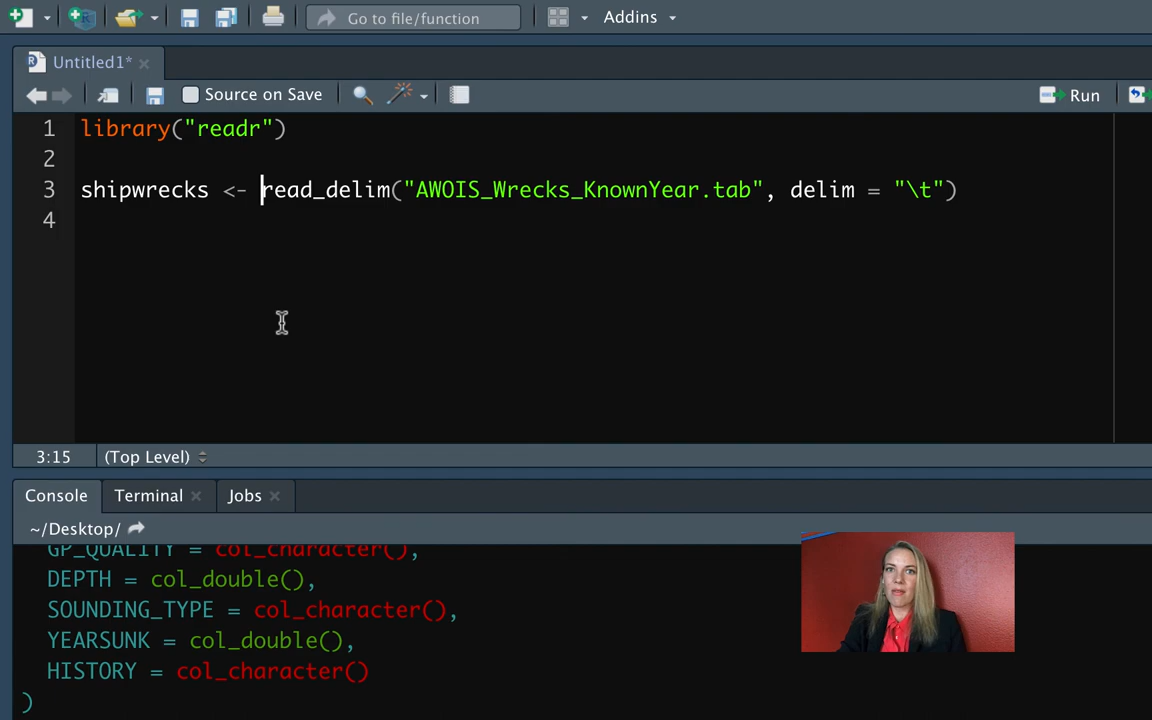 Go to file/function
Addins
Untitled1*
Source on Save
Run
1 library("readr")
2
3 shipwrecks <- read_delim("AWOIS_Wrecks_KnownYear.tab", delim = "\t")
4
3:15 (Top Level)
Console Terminal Jobs
~/Desktop/
GP_QUALITY = col_character(),
DEPTH = col_double(),
SOUNDING_TYPE = col_character(),
YEARSUNK = col_double(),
HISTORY = col_character()
)